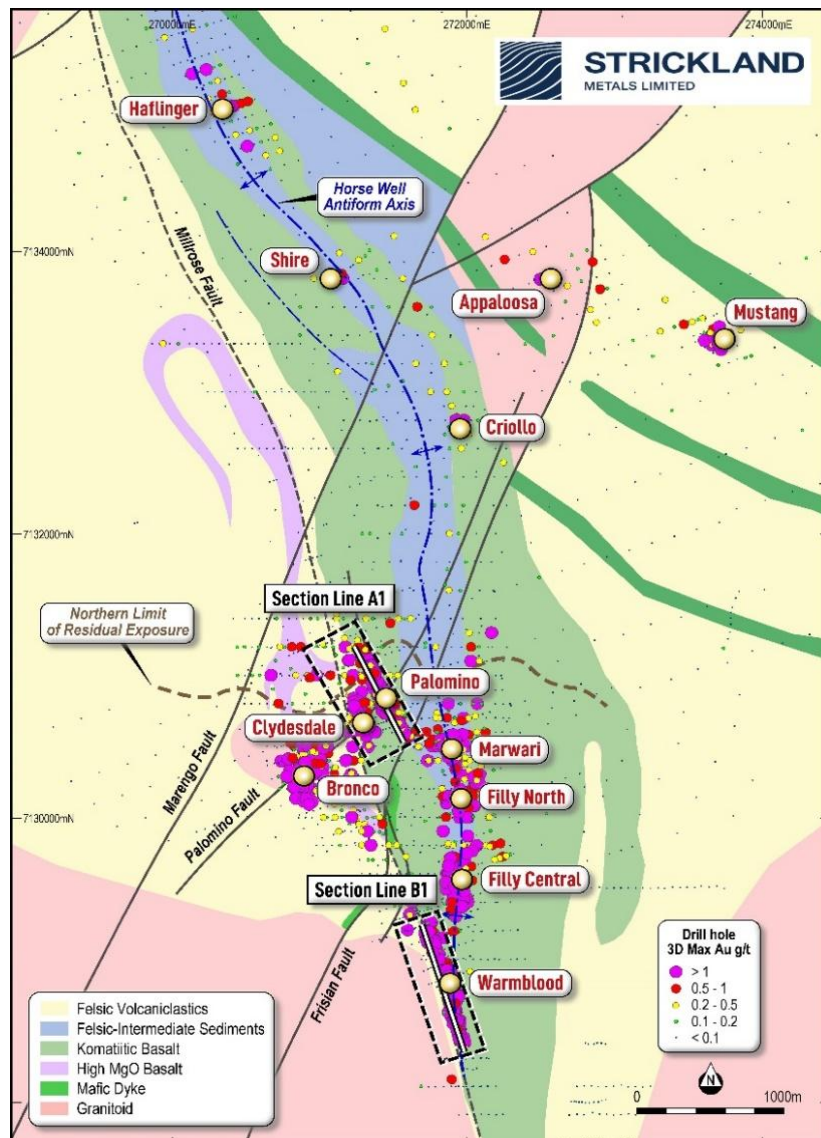 270000mE
272000mE
274000mE
STRICKLAND
METALS LIMITED
Haflinger
Horse Well
Antiform Axis
Millrose Fault
7134000mN
Shire
Appaloosa
Mustang
Criollo
7132000mN
Section Line A1
Northern Limit
of Residual Exposure
Palomino
Clydesdale
Marwari
Bronco
Filly North
Marengo Fault
Palomino Fault
7130000mN
Filly Central
Section Line B1
Frisian Fault
Warmblood
Drill hole
3D Max Au g/t
> 1
0.5 - 1
0.2 - 0.5
0.1 - 0.2
< 0.1
Felsic Volcaniclastics
Felsic-Intermediate Sediments
Komatiitic Basalt
High MgO Basalt
Mafic Dyke
Granitoid
N
0 1000m